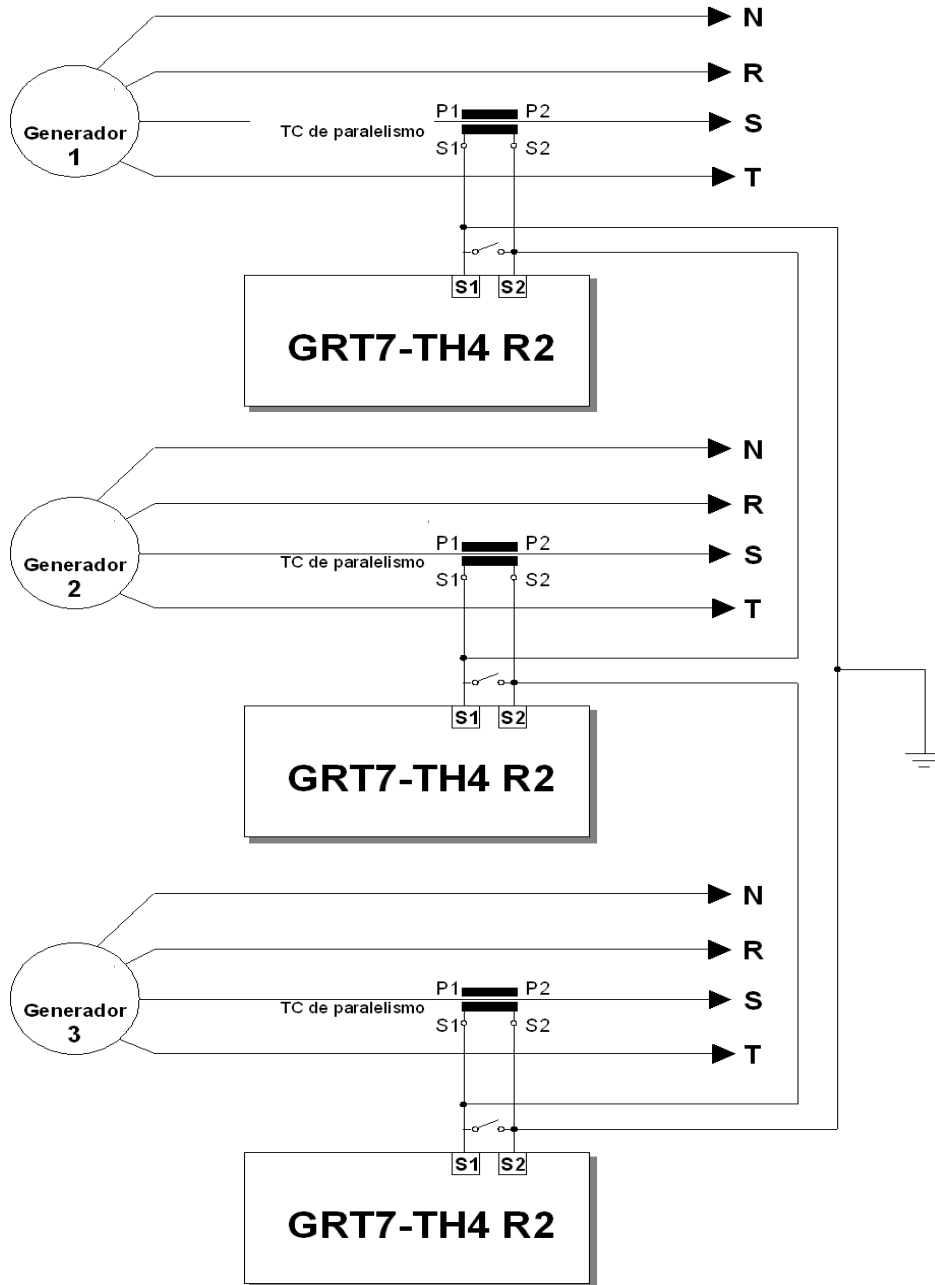 N
R
Generador
1
TC de paralelismo
P1 P2
S
S1 S2
T
S1 S2
GRT7-TH4 R2
N
R
Generador
2
TC de paralelismo
P1 P2
S
S1 S2
T
S1 S2
GRT7-TH4 R2
N
R
Generador
3
TC de paralelismo
P1 P2
S
S1 S2
T
S1 S2
GRT7-TH4 R2